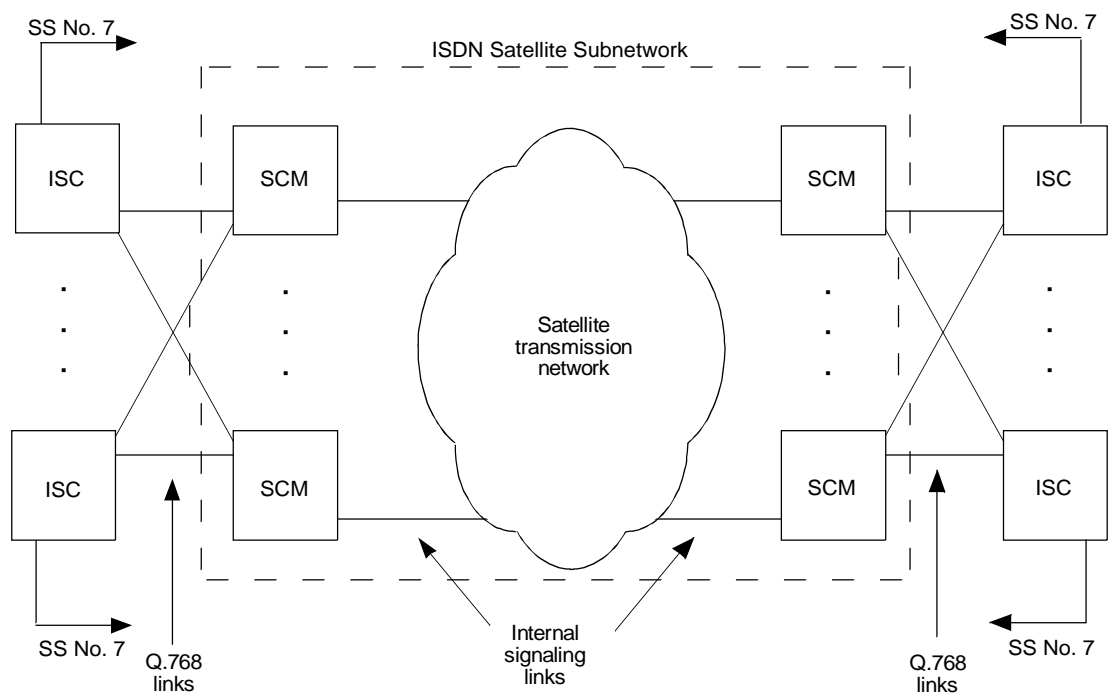 SS No. 7
SS No. 7
ISDN Satellite Subnetwork
ISC
SCM
SCM
ISC
Satellite
transmission
network
ISC
SCM
SCM
ISC
SS No. 7
Q.768
links
Internal
signaling
links
Q.768
links
SS No. 7